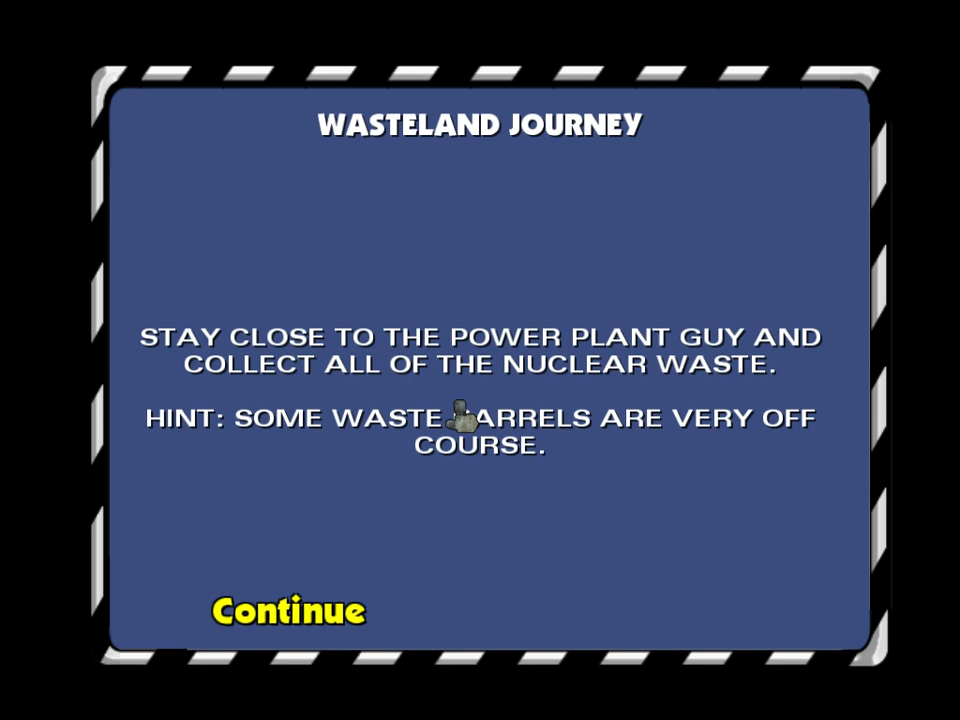 WASTELAND JOURNEY
STAY CLOSE TO THE POWER PLANT GUY AND
COLLECT ALL OF THE NUCLEAR WASTE.
HINT: SOME WASTE BARRELS ARE VERY OFF
COURSE.
Continue